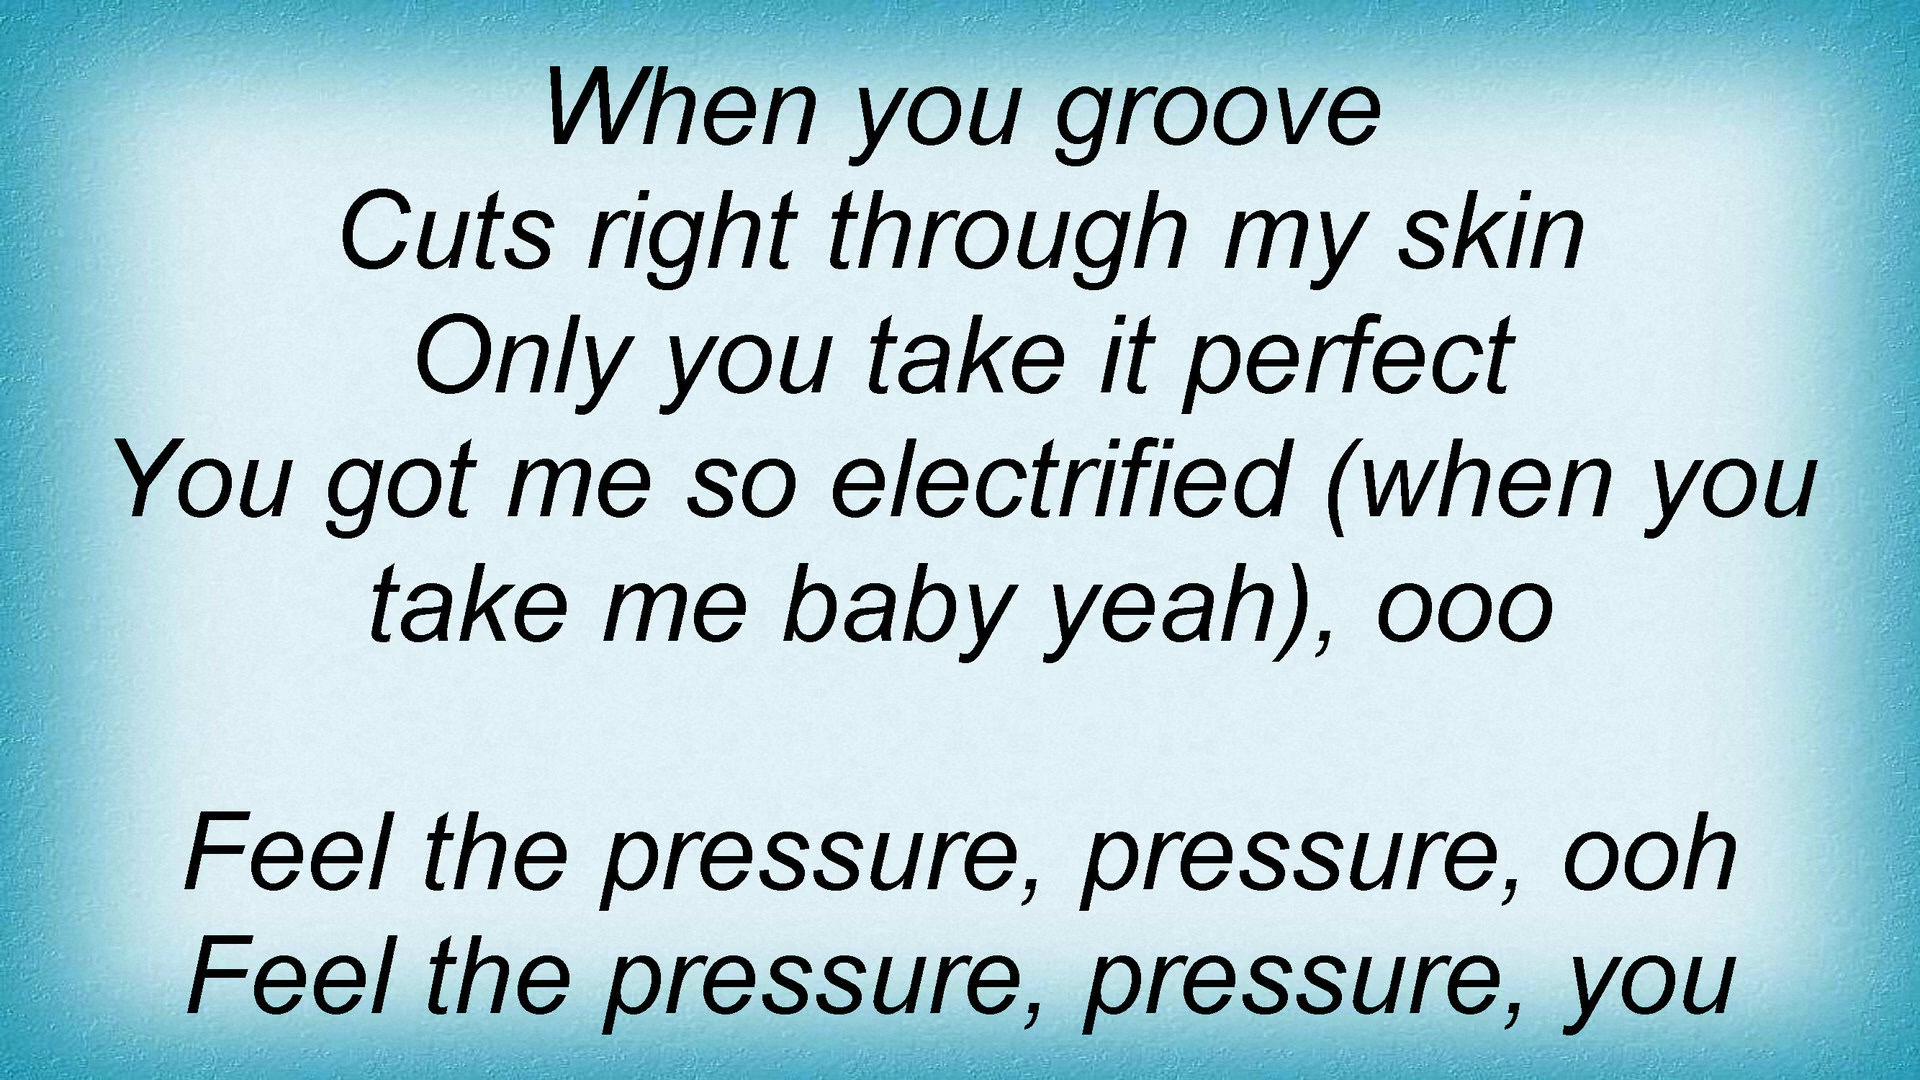 When you groove
Cuts right through my skin
Only you take it perfect
You got me so electrified (when you
take me baby yeah), ooo
Feel the pressure, pressure, ooh
Feel the pressure, pressure, you